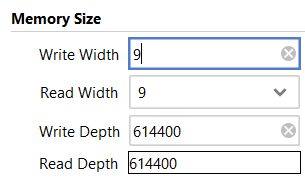 Memory Size
Write Width 9
Read Width 9
Write Depth 614400
Read Depth 614400